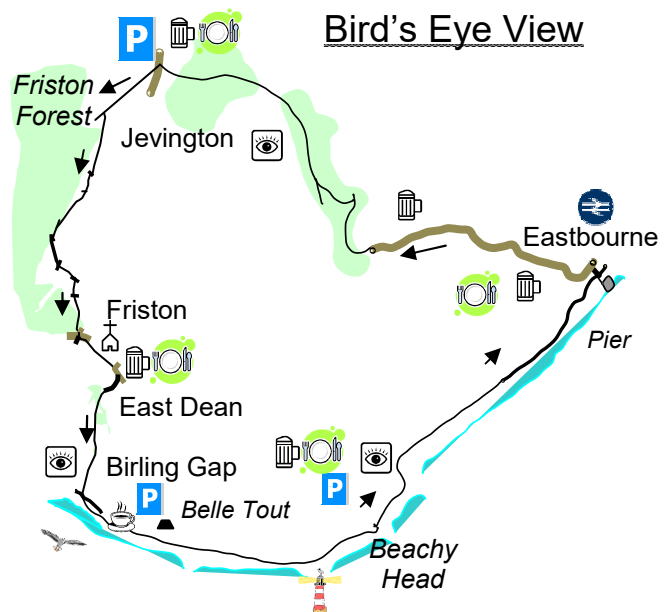 Bird's Eye View
P
Friston
Forest
Jevington
Eastbourne
Pier
Friston
East Dean
Birling Gap
P
Belle Tout
P
Beachy
Head